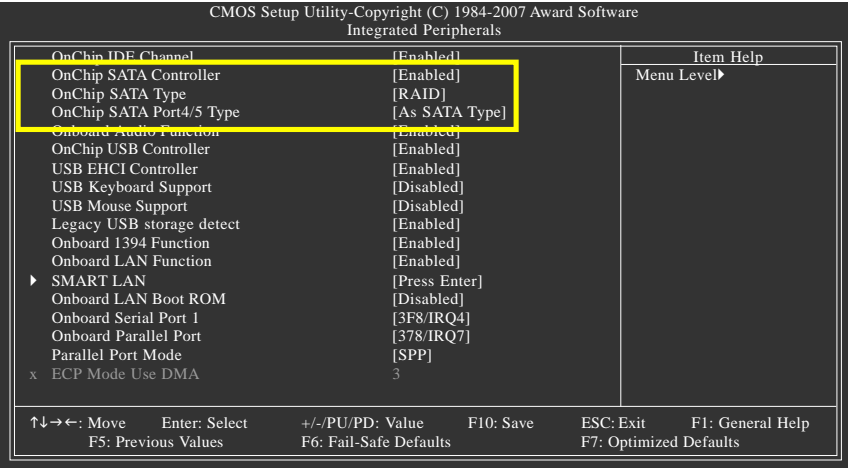 CMOS Setup Utility-Copyright (C) 1984-2007 Award Software
Integrated Peripherals
OnChip IDE Channel [Enabled]
OnChip SATA Controller [Enabled]
OnChip SATA Type [RAID]
OnChip SATA Port4/5 Type [As SATA Type]
Onboard Audio Function [Enabled]
OnChip USB Controller [Enabled]
USB EHCI Controller [Enabled]
USB Keyboard Support [Disabled]
USB Mouse Support [Disabled]
Legacy USB storage detect [Enabled]
Onboard 1394 Function [Enabled]
Onboard LAN Function [Enabled]
SMART LAN [Press Enter]
Onboard LAN Boot ROM [Disabled]
Onboard Serial Port 1 [3F8/IRQ4]
Onboard Parallel Port [378/IRQ7]
Parallel Port Mode [SPP]
x ECP Mode Use DMA 3
Item Help
Menu Level
↑↓→←: Move Enter: Select +/-/PU/PD: Value F10: Save ESC: Exit F1: General Help
F5: Previous Values F6: Fail-Safe Defaults F7: Optimized Defaults